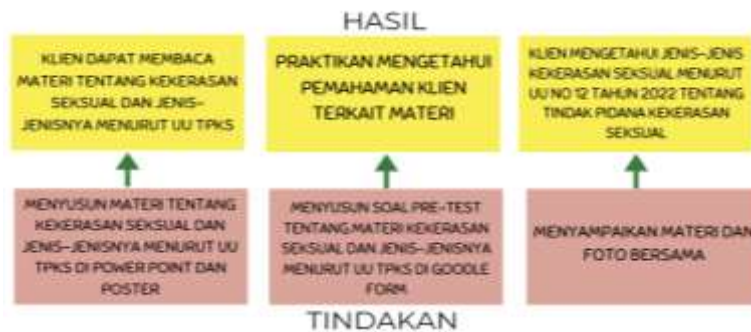 HASIL
KLIEN DAPAT MEMBACA
MATERI TENTANG KEKERASAN
SEKSUAL DAN JENIS-
JENISNYA MENURUT UU TPKS
PRAKTIKAN MENGETAHUI
PEMAHAMAN KLIEN
TERKAIT MATERI
KLIEN MENGETAHUI JENIS-JENIS
KEKERASAN SEKSUAL MENURUT
UU NO 12 TAHUN 2022 TENTANG
TINDAK PIDANA KEKERASAN
SEKSUAL
MENYUSUN MATERI TENTANG
KEKERASAN SEKSUAL DAN
JENIS-JENISNYA MENURUT UU
TPKS DI POWER POINT DAN
POSTER
MENYUSUN SOAL PRE-TEST
TENTANG MATERI KEKERASAN
SEKSUAL DAN JENIS-JENISNYA
MENURUT UU TPKS DI GOOGLE
FORM
MENYAMPAIKAN MATERI DAN
FOTO BERSAMA
TINDAKAN